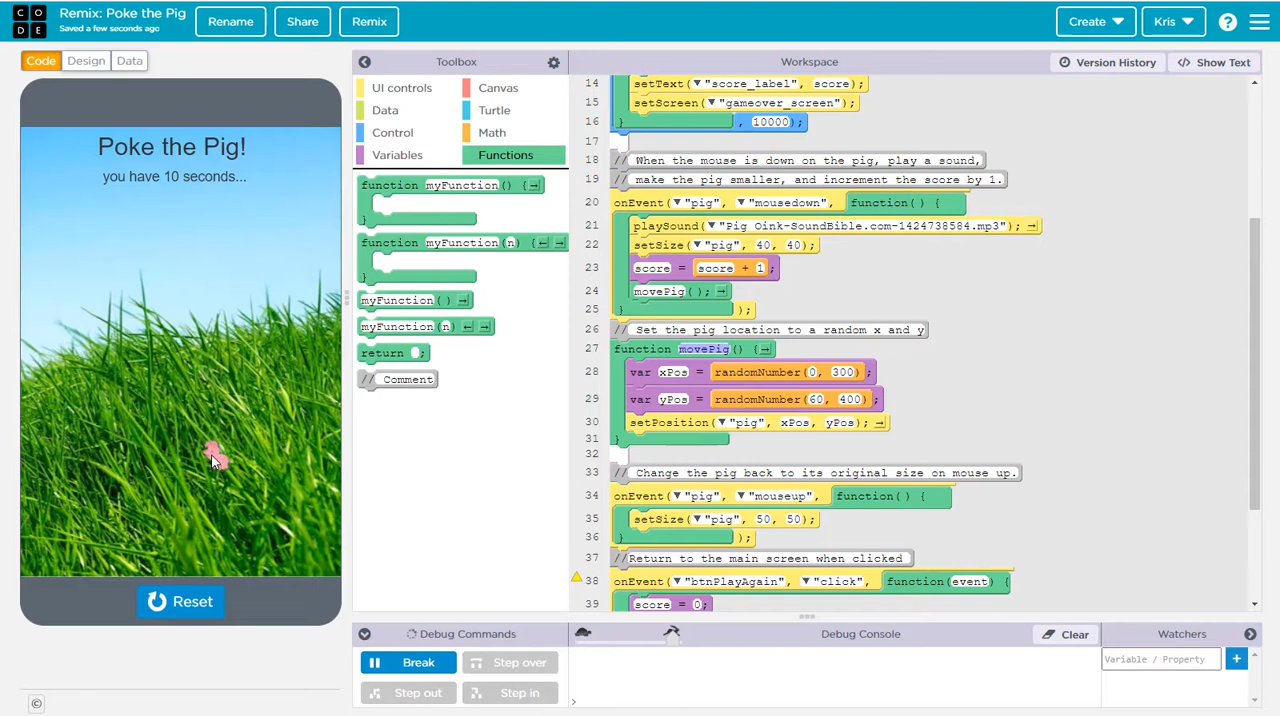 C O
D E
Remix: Poke the Pig
Saved a few seconds ago
Rename
Share
Remix
Create
Kris
?
Code
Design
Data
Poke the Pig!
you have 10 seconds...
Reset
©
Toolbox
UI controls
Canvas
Data
Turtle
Control
Math
Variables
Functions
function myFunction() {
}
function myFunction(n) {
}
myFunction()
myFunction(n)
return ;
// Comment
Workspace
Version History
</> Show Text
14 setText("score_label", score);
15 setScreen("gameover_screen");
16 } , 10000);
17
18 // When the mouse is down on the pig, play a sound,
19 // make the pig smaller, and increment the score by 1.
20 onEvent("pig", "mousedown", function() {
21 playSound("Pig Oink-SoundBible.com-1424738584.mp3");
22 setSize("pig", 40, 40);
23 score = score + 1;
24 movePig();
25 } );
26 // Set the pig location to a random x and y
27 function movePig() {
28 var xPos = randomNumber(0, 300);
29 var yPos = randomNumber(60, 400);
30 setPosition("pig", xPos, yPos);
31 }
32
33 // Change the pig back to its original size on mouse up.
34 onEvent("pig", "mouseup", function() {
35 setSize("pig", 50, 50);
36 } );
37 //Return to the main screen when clicked
38 onEvent("btnPlayAgain", "click", function(event) {
39 score = 0;
Debug Commands
Break
Step over
Step out
Step in
Debug Console
Clear
>
Watchers
Variable / Property
+